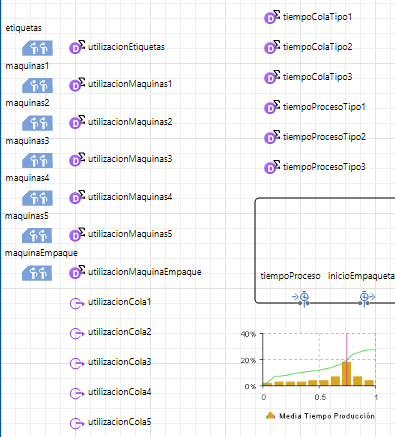 etiquetas
utilizacionEtiquetas
maquinas1
utilizacionMaquinas1
maquinas2
utilizacionMaquinas2
maquinas3
utilizacionMaquinas3
maquinas4
utilizacionMaquinas4
maquinas5
utilizacionMaquinas5
maquinaEmpaque
utilizacionMaquinaEmpaque
utilizacionCola1
utilizacionCola2
utilizacionCola3
utilizacionCola4
utilizacionCola5
tiempoColaTipo1
tiempoColaTipo2
tiempoColaTipo3
tiempoProcesoTipo1
tiempoProcesoTipo2
tiempoProcesoTipo3
tiempoProceso inicioEmpaqueta
40%
20%
0%
0 0.5 1
Media Tiempo Producción